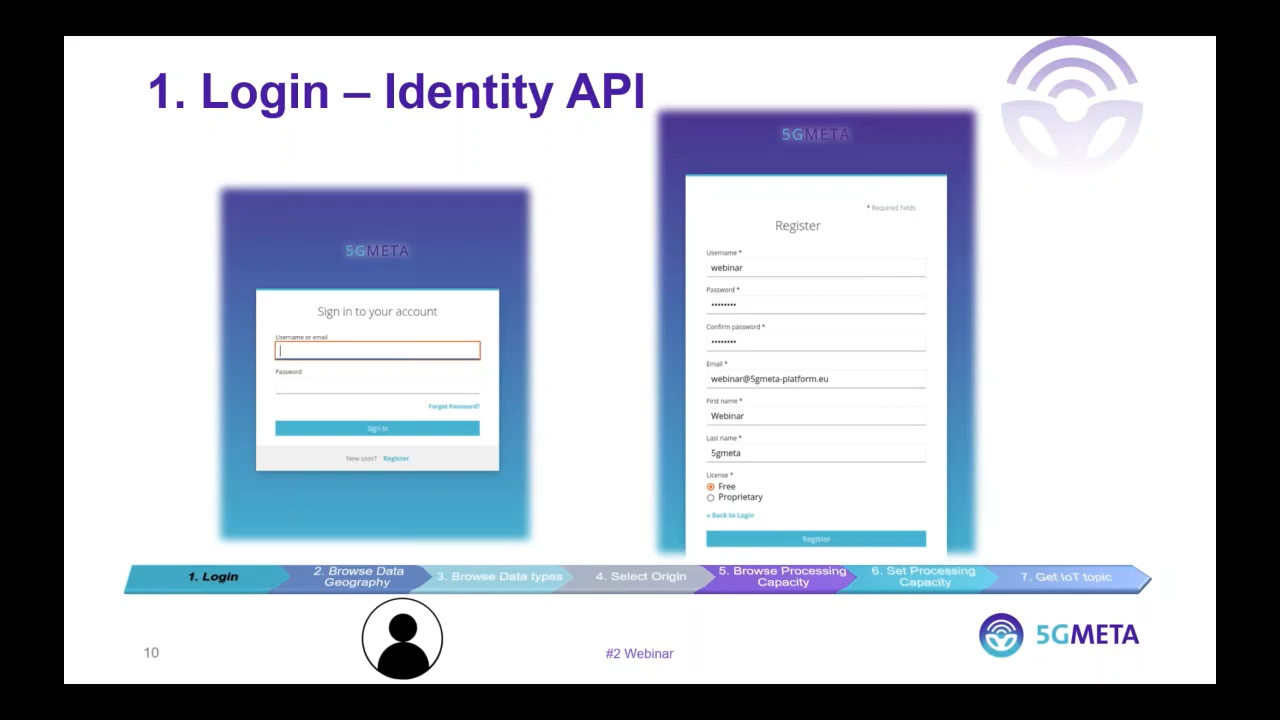 1. Login – Identity API
5GMETA
Sign in to your account
Username or email
Password
Forgot Password?
Sign In
New user? Register
5GMETA
* Required fields
Register
Username *
webinar
Password *
••••••••
Confirm password *
••••••••
Email *
webinar@5gmeta-platform.eu
First name *
Webinar
Last name *
5gmeta
License *
Free
Proprietary
« Back to Login
Register
1. Login
2. Browse Data
Geography
3. Browse Data types
4. Select Origin
5. Browse Processing
Capacity
6. Set Processing
Capacity
7. Get IoT topic
10
#2 Webinar
5GMETA